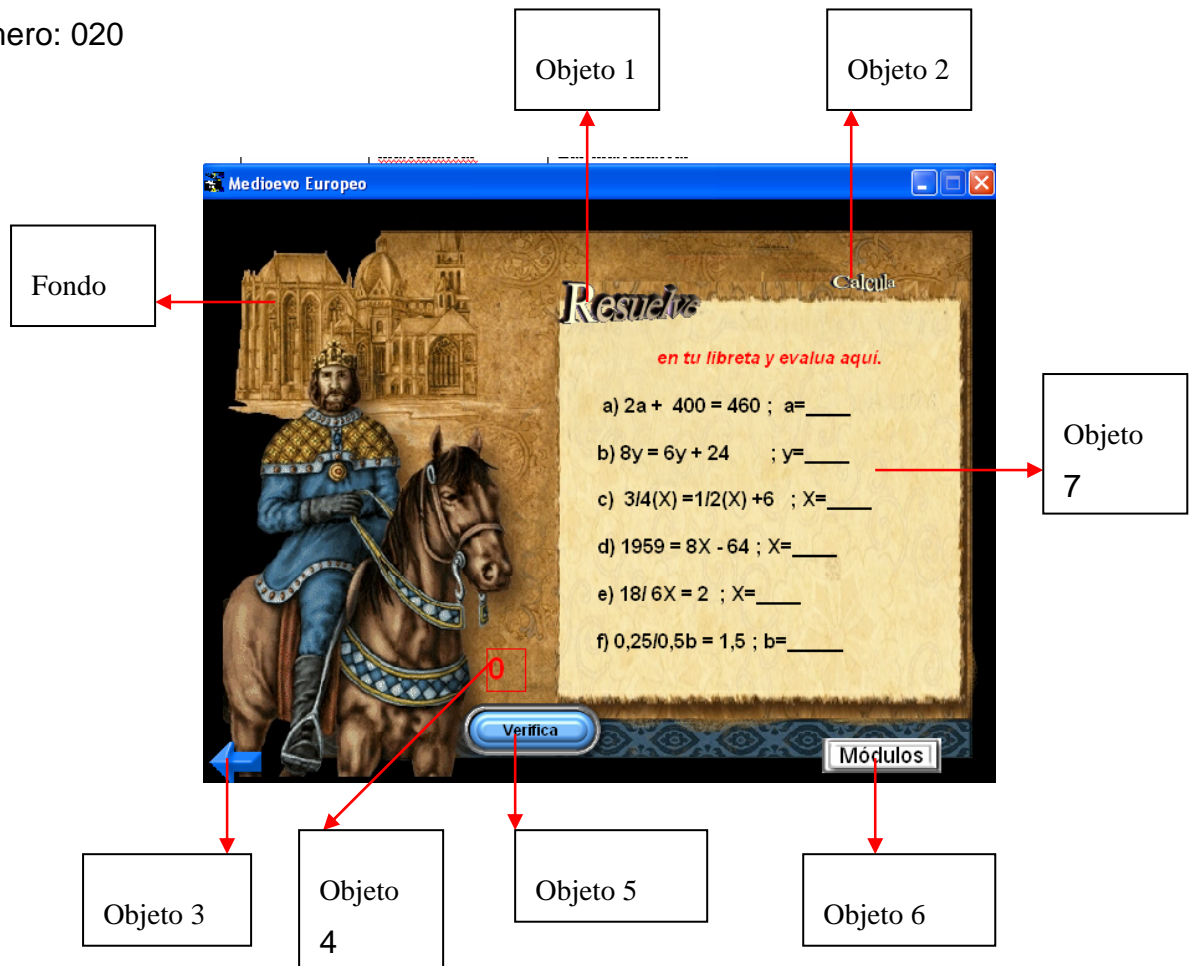 nero: 020
Objeto 1
Objeto 2
Medioevo Europeo
Fondo
Resuelve
Calcula
en tu libreta y evalua aquí.
a) 2a + 400 = 460 ; a=____
b) 8y = 6y + 24 ; y=____
c) 3/4(X) =1/2(X) +6 ; X=____
d) 1959 = 8X - 64 ; X=____
e) 18/ 6X = 2 ; X=____
f) 0,25/0,5b = 1,5 ; b=_____
Objeto
7
0
Verifica
Módulos
Objeto 3
Objeto
4
Objeto 5
Objeto 6